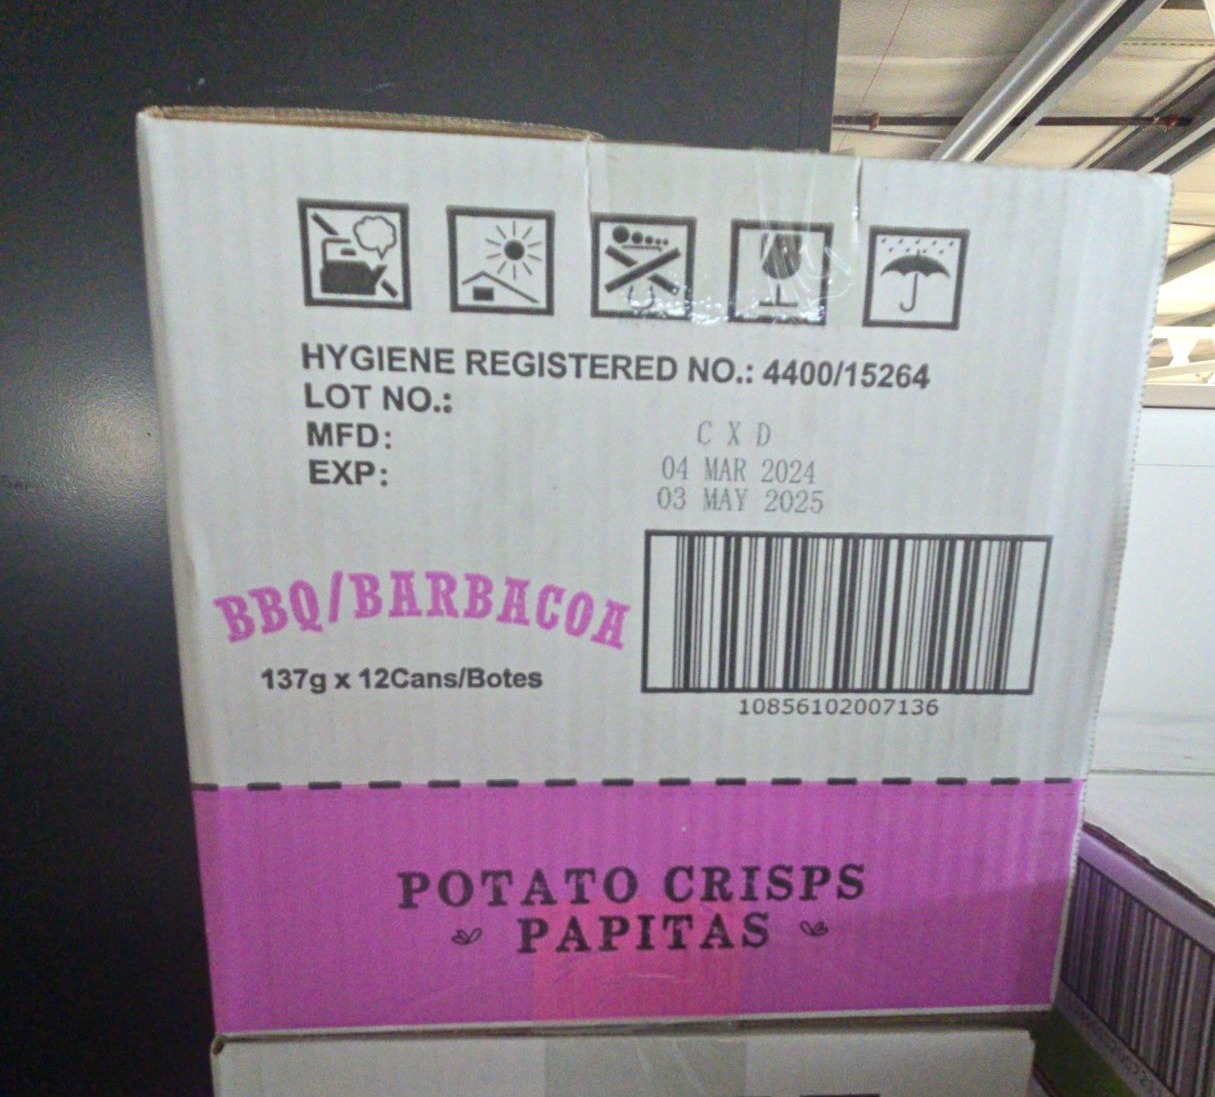 HYGIENE REGISTERED NO.: 4400/15264
LOT NO.:
MFD:
EXP:
C X D
04 MAR 2024
03 MAY 2025
BBQ/BARBACOA
137g x 12Cans/Botes
10856102007136
POTATO CRISPS
PAPITAS